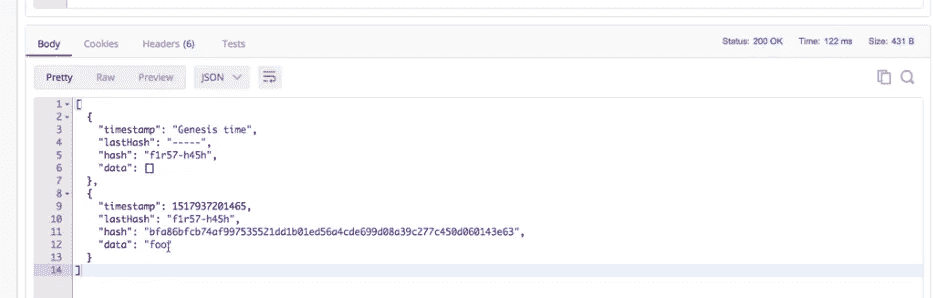 Body Cookies Headers (6) Tests Status: 200 OK Time: 122 ms Size: 431 B
Pretty Raw Preview JSON
1 [
2 {
3 "timestamp": "Genesis time",
4 "lastHash": "-----",
5 "hash": "f1r57-h45h",
6 "data": []
7 },
8 {
9 "timestamp": 1517937201465,
10 "lastHash": "f1r57-h45h",
11 "hash": "bfa86bfcb74af997535521dd1b01ed56a4cde699d08a39c277c450d060143e63",
12 "data": "foo"
13 }
14 ]